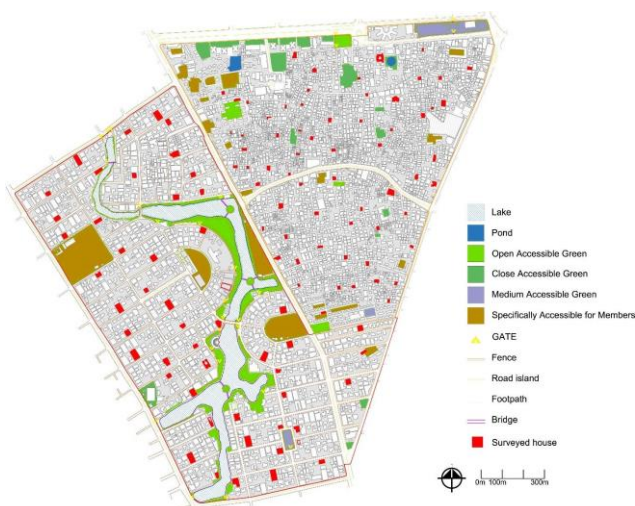 Lake
Pond
Open Accessible Green
Close Accessible Green
Medium Accessible Green
Specifically Accessible for Members
GATE
Fence
Road island
Footpath
Bridge
Surveyed house
0m 100m 300m